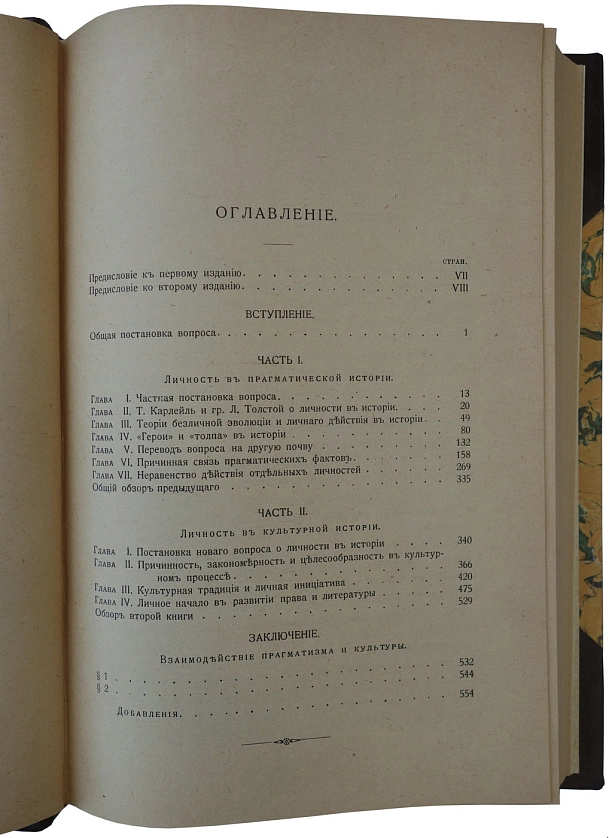 ОГЛАВЛЕНІЕ.
СТРАН.
Предисловіе къ первому изданію. . . . . . . . . . . . . VII
Предисловіе ко второму изданію. . . . . . . . . . . . . VIII
ВСТУПЛЕНІЕ.
Общая постановка вопроса. . . . . . . . . . . . . . . 1
ЧАСТЬ I.
Личность въ прагматической исторіи.
Глава I. Частная постановка вопроса. . . . . . . . . . . 13
Глава II. Т. Карлейль и гр. Л. Толстой о личности въ исторіи. . . . 20
Глава III. Теоріи безличной эволюціи и личнаго дѣйствія въ исторіи. . 49
Глава IV. «Герои» и «толпа» въ исторіи . . . . . . . . . . 80
Глава V. Переводъ вопроса на другую почву . . . . . . . . 132
Глава VI. Причинная связь прагматическихъ фактовъ. . . . . . 158
Глава VII. Неравенство дѣйствія отдѣльныхъ личностей . . . . . 269
Общій обзоръ предыдущаго . . . . . . . . . . . . . . 335
ЧАСТЬ II.
Личность въ культурной исторіи.
Глава I. Постановка новаго вопроса о личности въ исторіи . . . . 340
Глава II. Причинность, закономѣрность и цѣлесообразность въ культур-
номъ процессѣ . . . . . . . . . . . . . . . 366
Глава III. Культурная традиція и личная иниціатива . . . . . . 420
Глава IV. Личное начало въ развитіи права и литературы . . . . 475
Обзоръ второй книги . . . . . . . . . . . . . . . . 529
ЗАКЛЮЧЕНІЕ.
Взаимодѣйствіе прагматизма и культуры.
§ 1 . . . . . . . . . . . . . . . . . . . . . 532
§ 2 . . . . . . . . . . . . . . . . . . . . . 544
Добавленія. . . . . . . . . . . . . . . . . . 554